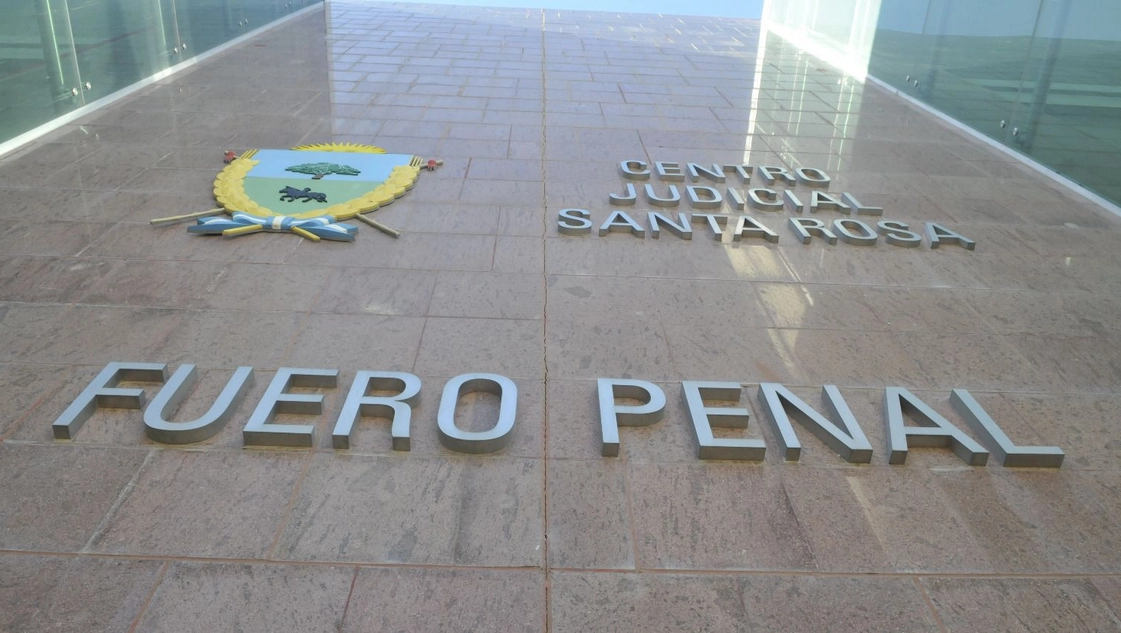 CENTRO
JUDICIAL
SANTA ROSA
FUERO PENAL